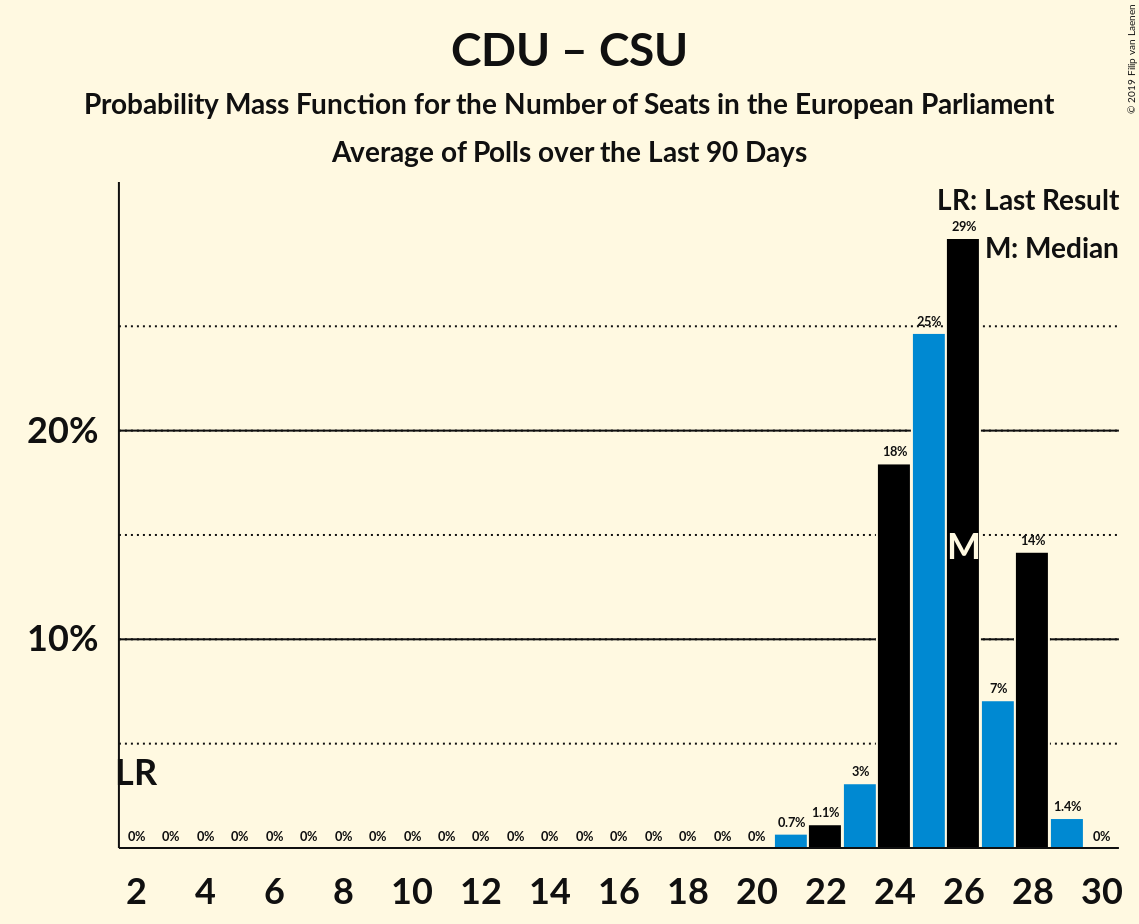 CDU – CSU
Probability Mass Function for the Number of Seats in the European Parliament
Average of Polls over the Last 90 Days
© 2019 Filip van Laenen
LR: Last Result
M: Median
29%
25%
20%
18%
M
14%
10%
7%
LR
3%
1.4%
1.1%
0.7%
0% 0% 0% 0% 0% 0% 0% 0% 0% 0% 0% 0% 0% 0% 0% 0% 0% 0% 0% 0%
2 4 6 8 10 12 14 16 18 20 22 24 26 28 30